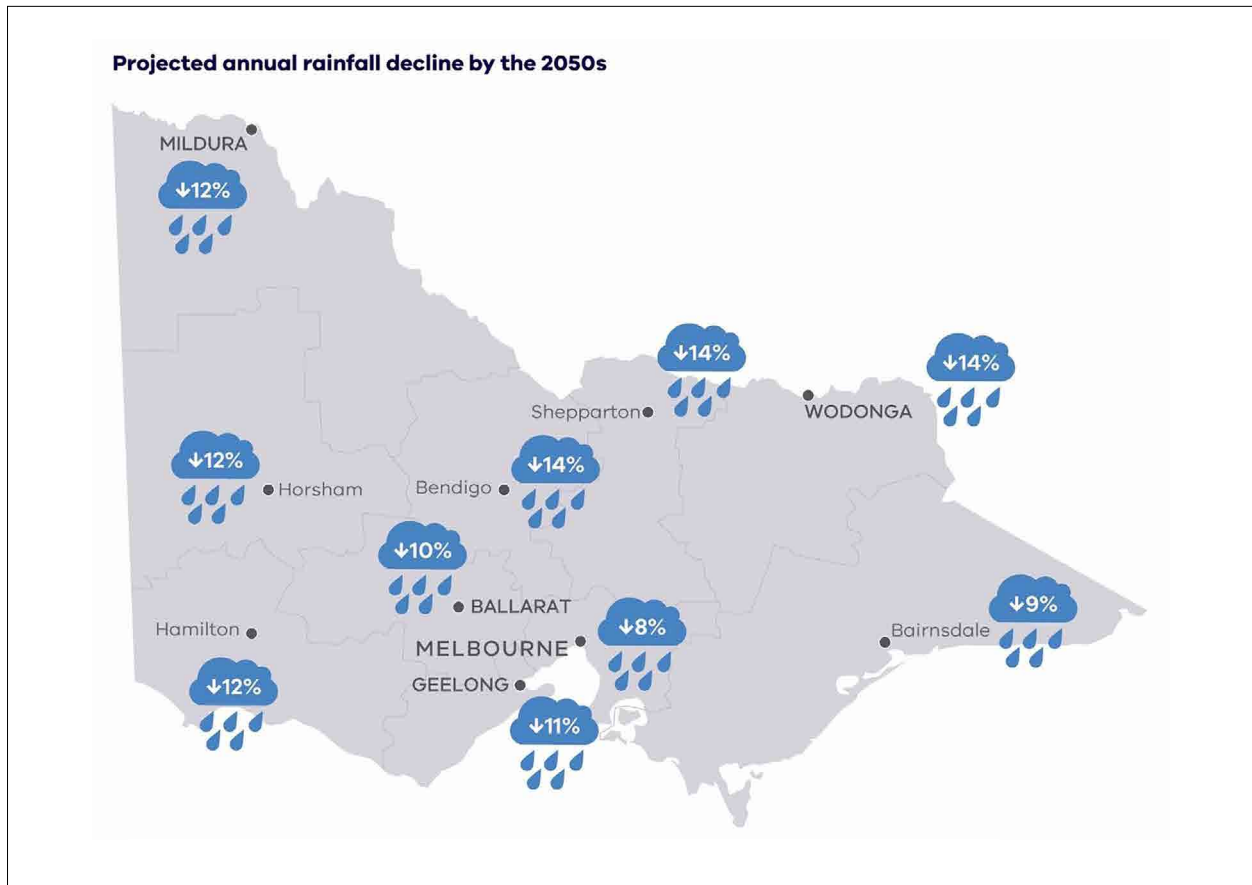 Projected annual rainfall decline by the 2050s
MILDURA
↓12%
↓14%
↓14%
Shepparton
WODONGA
↓12%
Horsham
Bendigo
↓14%
↓10%
BALLARAT
Hamilton
MELBOURNE
↓8%
↓9%
Bairnsdale
GEELONG
↓12%
↓11%